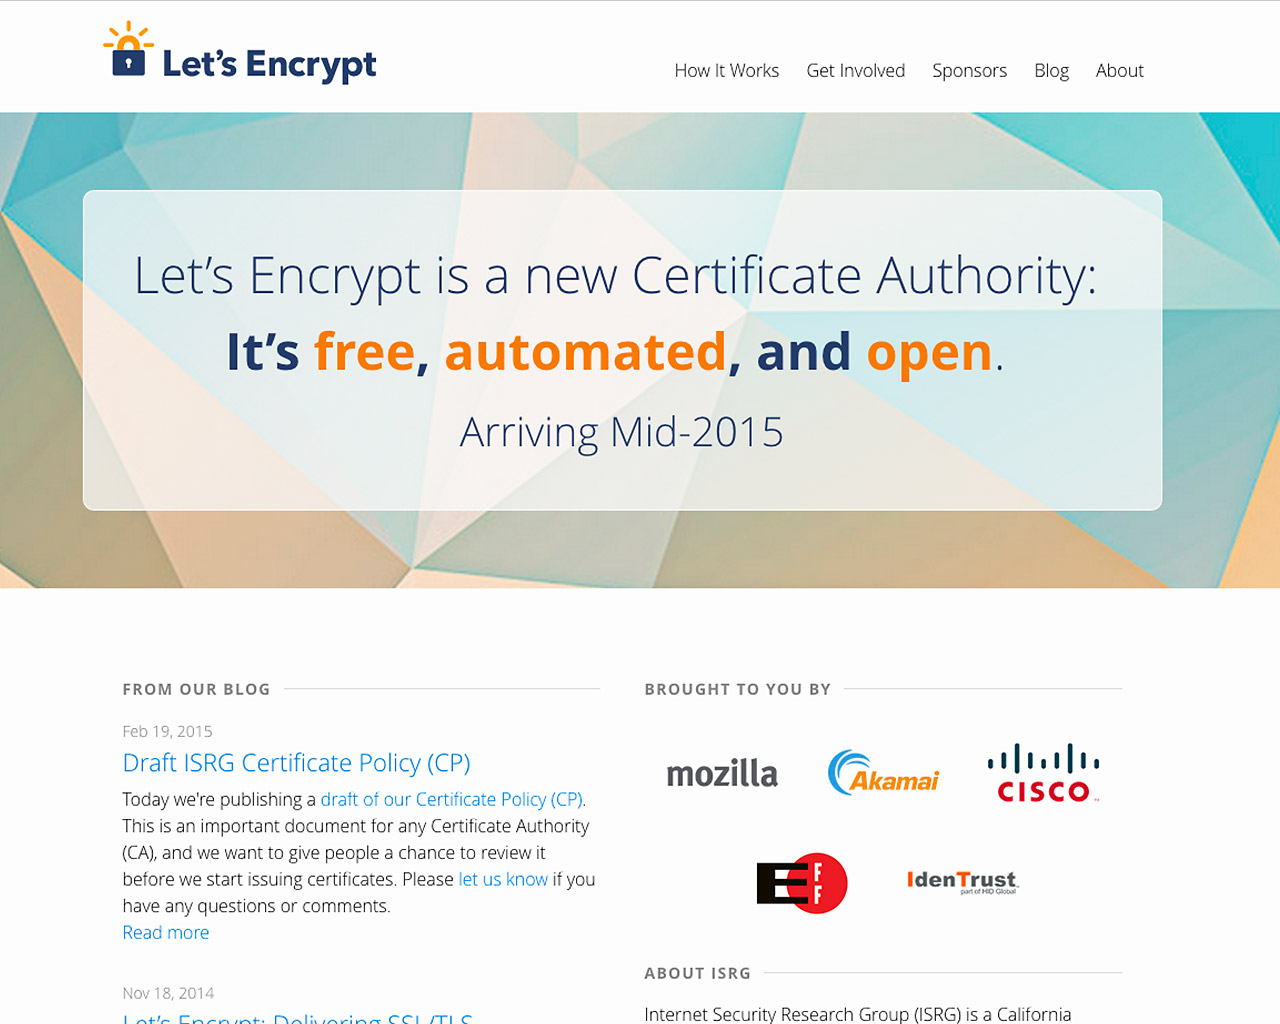 Let's Encrypt
How It Works
Get Involved
Sponsors
Blog
About
Let's Encrypt is a new Certificate Authority:
It's free, automated, and open.
Arriving Mid-2015
FROM OUR BLOG
Feb 19, 2015
Draft ISRG Certificate Policy (CP)
Today we're publishing a draft of our Certificate Policy (CP).
This is an important document for any Certificate Authority
(CA), and we want to give people a chance to review it
before we start issuing certificates. Please let us know if you
have any questions or comments.
Read more
Nov 18, 2014
Let's Encrypt: Delivering SSL/TLS
BROUGHT TO YOU BY
mozilla
Akamai
CISCO
EFF
IdenTrust
part of HID Global
ABOUT ISRG
Internet Security Research Group (ISRG) is a California